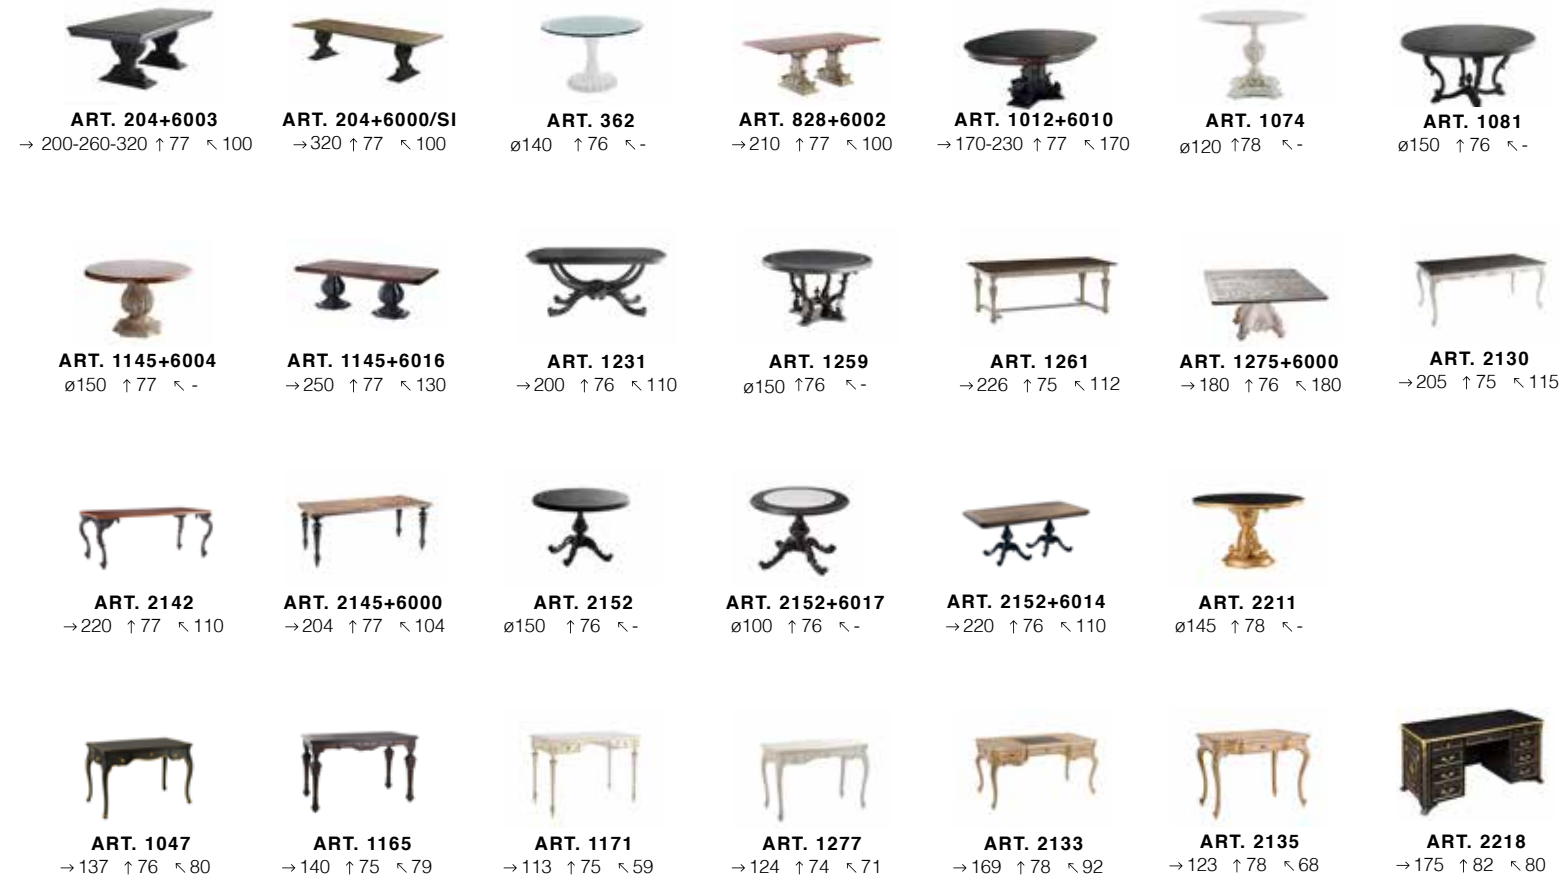 ART. 204+6003
→ 200-260-320 ↑ 77 ↖ 100
ART. 204+6000/SI
→ 320 ↑ 77 ↖ 100
ART. 362
ø140 ↑ 76 ↖ -
ART. 828+6002
→ 210 ↑ 77 ↖ 100
ART. 1012+6010
→ 170-230 ↑ 77 ↖ 170
ART. 1074
ø120 ↑ 78 ↖ -
ART. 1081
ø150 ↑ 76 ↖ -
ART. 1145+6004
ø150 ↑ 77 ↖ -
ART. 1145+6016
→ 250 ↑ 77 ↖ 130
ART. 1231
→ 200 ↑ 76 ↖ 110
ART. 1259
ø150 ↑ 76 ↖ -
ART. 1261
→ 226 ↑ 75 ↖ 112
ART. 1275+6000
→ 180 ↑ 76 ↖ 180
ART. 2130
→ 205 ↑ 75 ↖ 115
ART. 2142
→ 220 ↑ 77 ↖ 110
ART. 2145+6000
→ 204 ↑ 77 ↖ 104
ART. 2152
ø150 ↑ 76 ↖ -
ART. 2152+6017
ø100 ↑ 76 ↖ -
ART. 2152+6014
→ 220 ↑ 76 ↖ 110
ART. 2211
ø145 ↑ 78 ↖ -
ART. 1047
→ 137 ↑ 76 ↖ 80
ART. 1165
→ 140 ↑ 75 ↖ 79
ART. 1171
→ 113 ↑ 75 ↖ 59
ART. 1277
→ 124 ↑ 74 ↖ 71
ART. 2133
→ 169 ↑ 78 ↖ 92
ART. 2135
→ 123 ↑ 78 ↖ 68
ART. 2218
→ 175 ↑ 82 ↖ 80